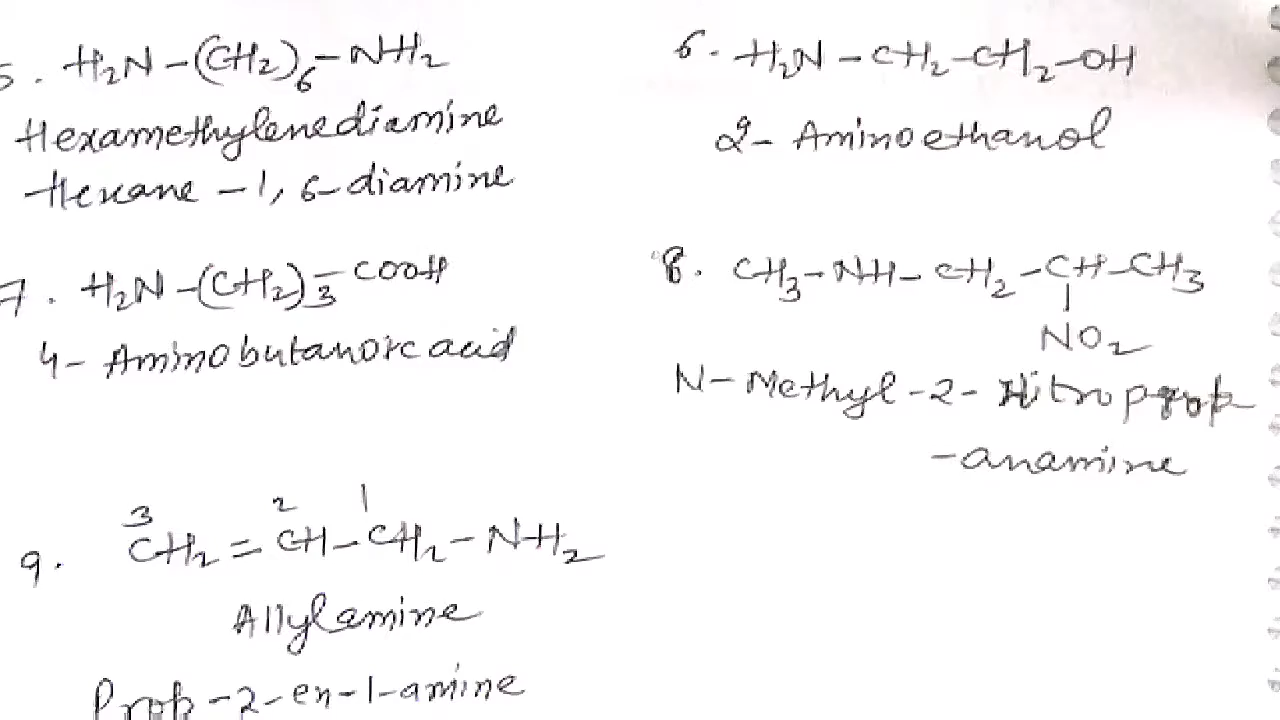 5. H₂N-(CH₂)₆-NH₂
Hexamethylenediamine
Hexane-1,6-diamine
6. H₂N-CH₂-CH₂-OH
2-Aminoethanol
7. H₂N-(CH₂)₃-COOH
4-Aminobutanoic acid
8. CH₃-NH-CH₂-CH-CH₃
|
NO₂
N-Methyl-2-Nitroprop
-anamine
3 2 1
9. CH₂=CH-CH₂-NH₂
Allylamine
Prop-2-en-1-amine